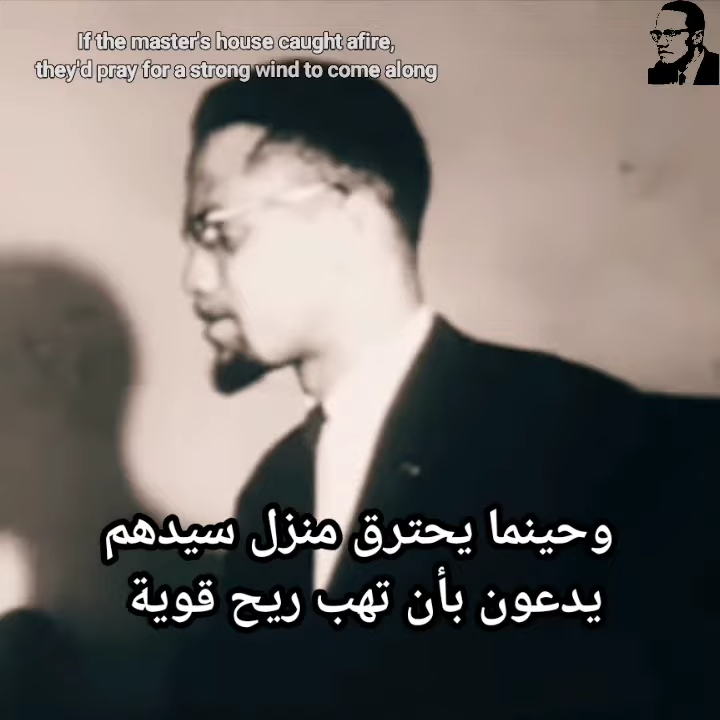 If the master's house caught afire,
they'd pray for a strong wind to come along
وحينما يحترق منزل سيدهم
يدعون بأن تهب ريح قوية